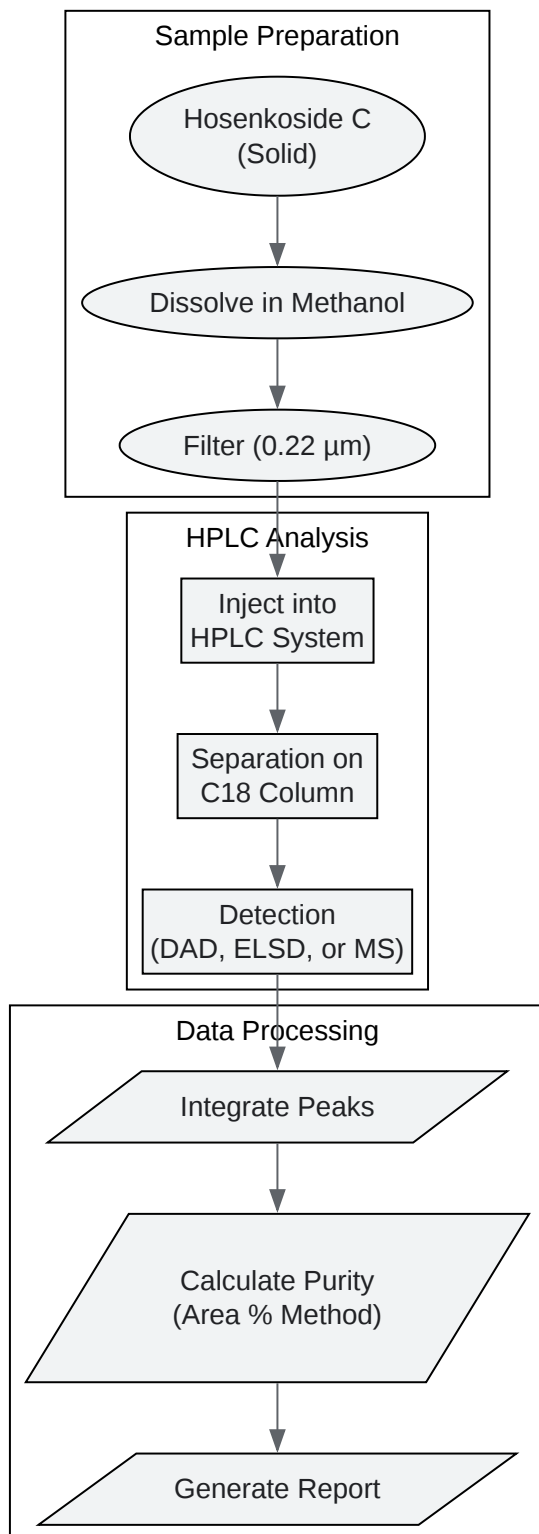 Sample Preparation
Hosenkoside C
(Solid)
Dissolve in Methanol
Filter (0.22 µm)
HPLC Analysis
Inject into
HPLC System
Separation on
C18 Column
Detection
(DAD, ELSD, or MS)
Data Processing
Integrate Peaks
Calculate Purity
(Area % Method)
Generate Report